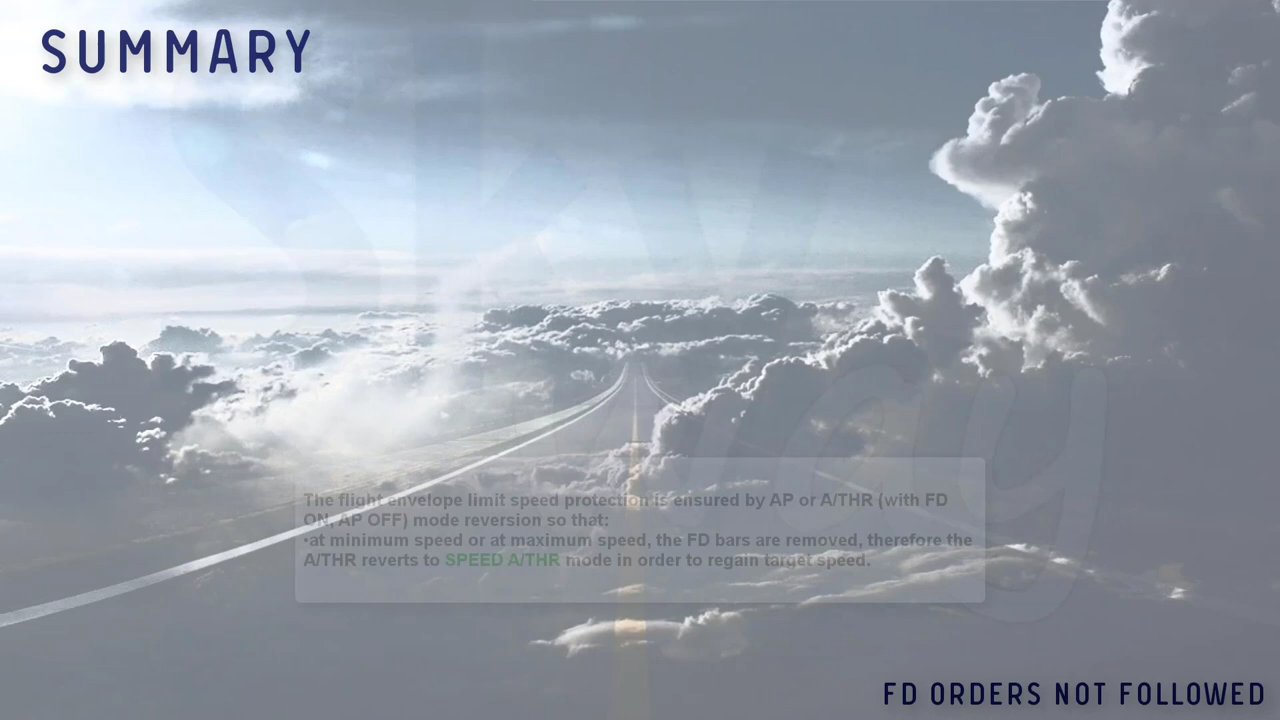 SUMMARY
The flight envelope limit speed protection is ensured by AP or A/THR (with FD
ON, AP OFF) mode reversion so that:
•at minimum speed or at maximum speed, the FD bars are removed, therefore the
A/THR reverts to SPEED A/THR mode in order to regain target speed.
sky
way
FD ORDERS NOT FOLLOWED